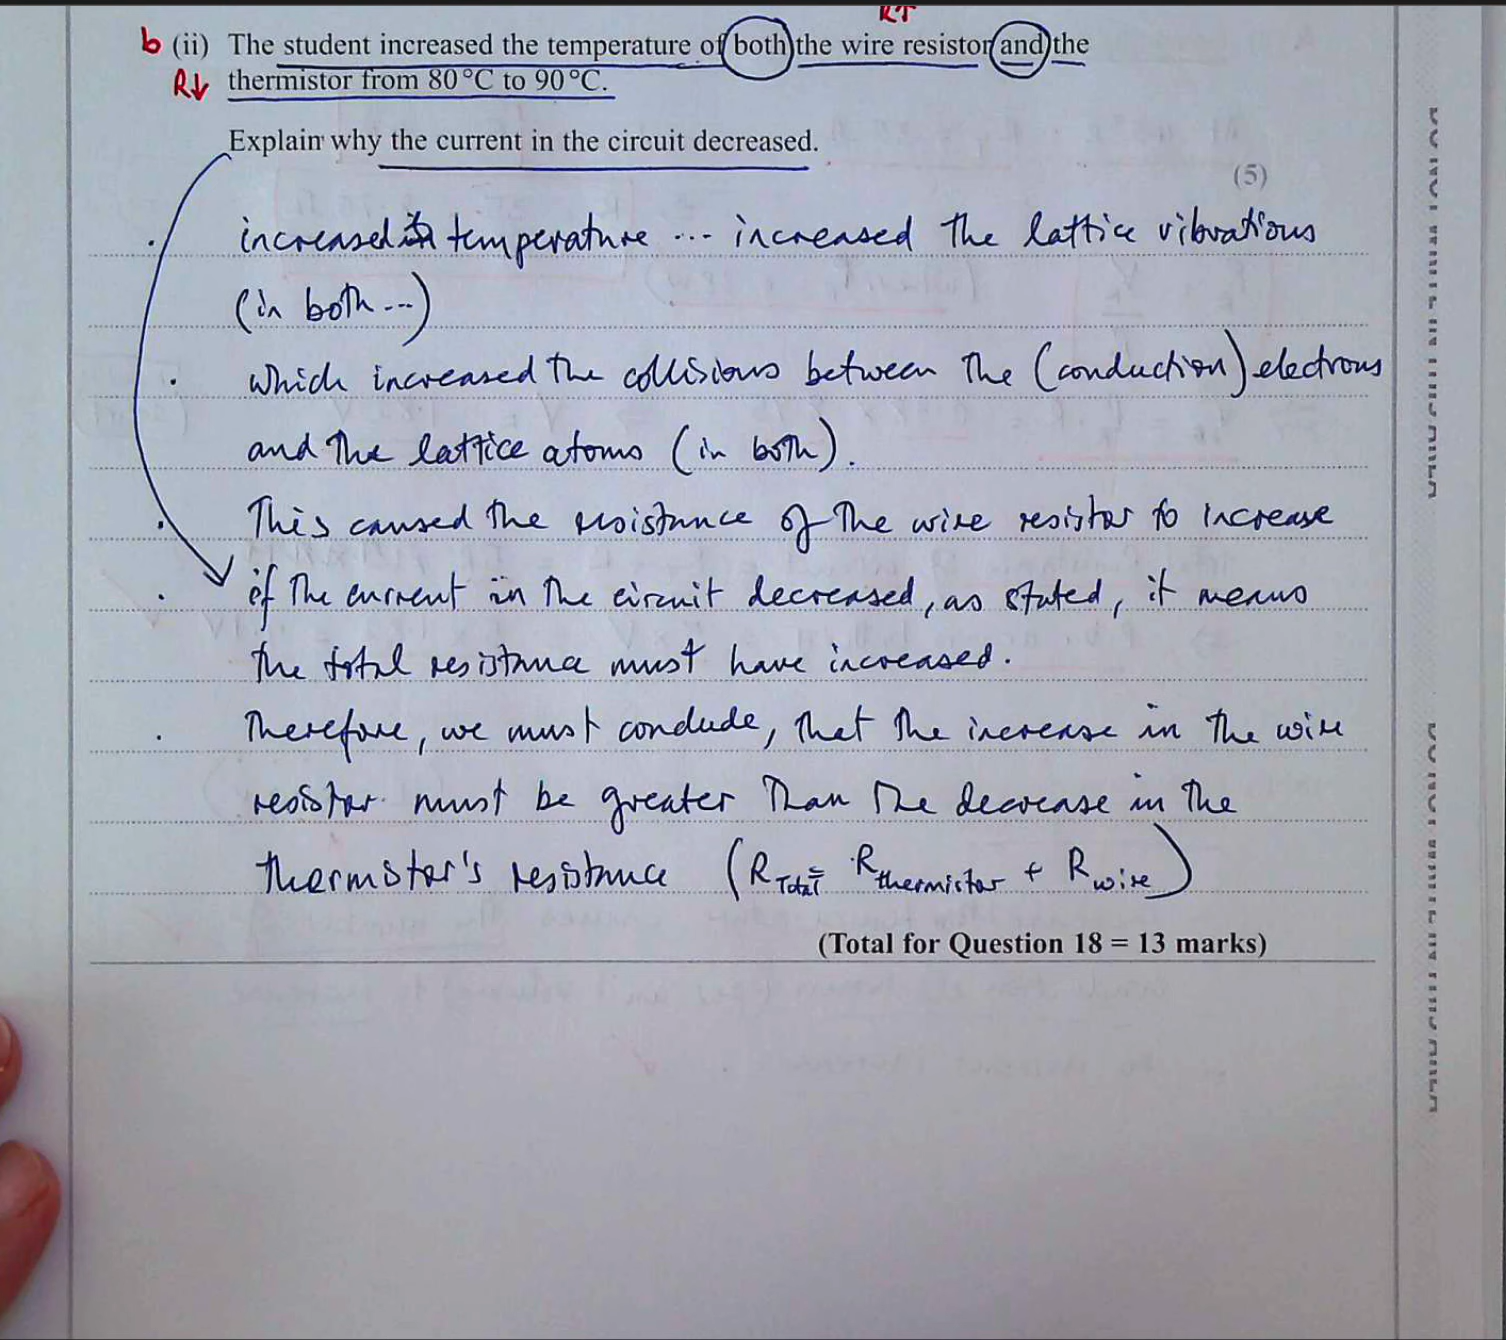 R↑
b (ii) The student increased the temperature of both the wire resistor and the
R↓ thermistor from 80 °C to 90 °C.
Explain why the current in the circuit decreased.
(5)
· increased temperature --- increased the lattice vibrations
(in both ---)
· which increased the collisions between the (conduction) electrons
and the lattice atoms (in both).
· This caused the resistance of the wire resistor to increase
· if the current in the circuit decreased, as stated, it means
the total resistance must have increased.
· Therefore, we must conclude, that the increase in the wire
resistor must be greater than the decrease in the
thermistor's resistance (R Total = R thermistor + R wire)
(Total for Question 18 = 13 marks)